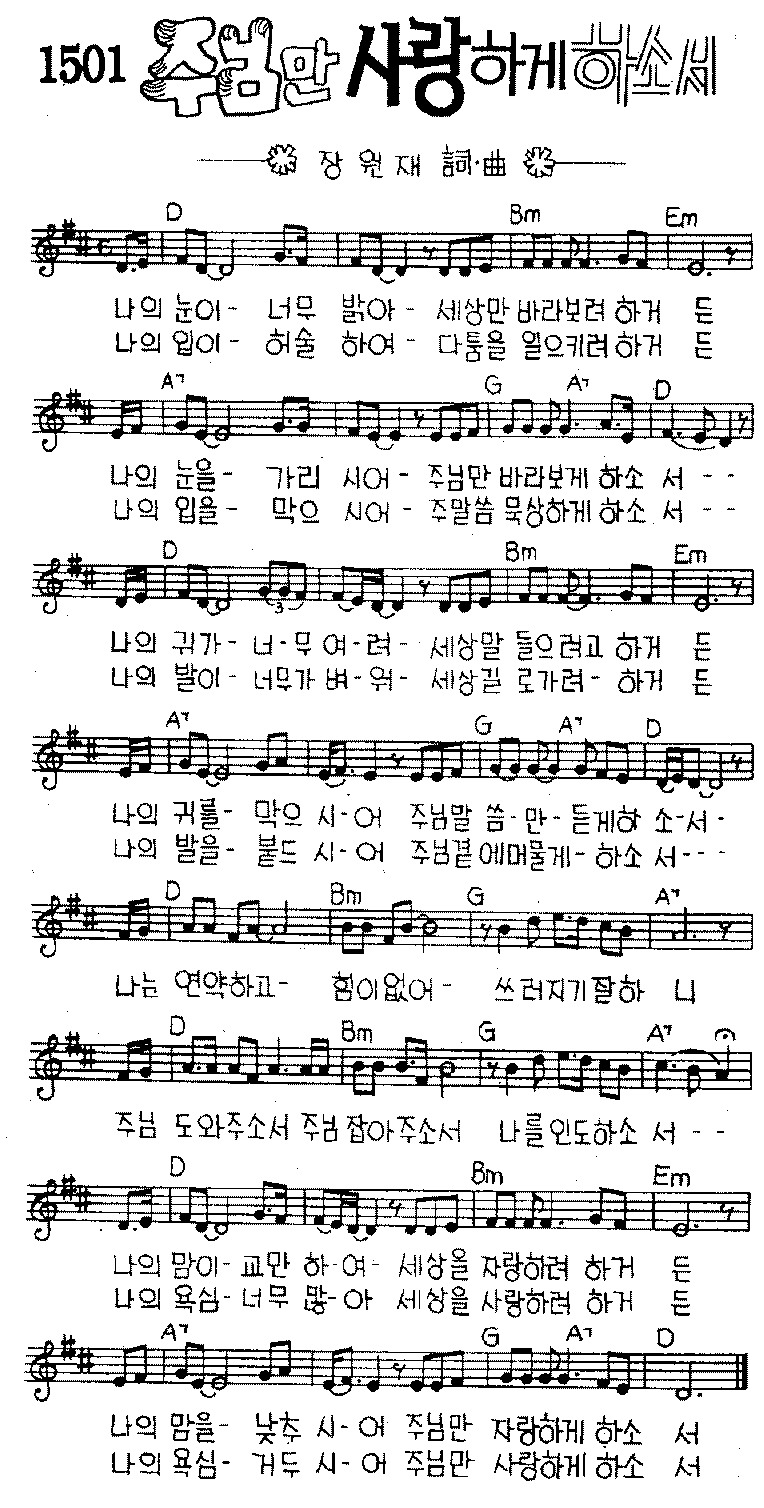 1501 주님만 사랑하게 하소서
장원재 詞·曲
D Bm Em
나의 눈이- 너무 밝아- 세상만 바라보려 하거 든
나의 입이- 허술 하여- 다툼을 일으키려 하거 든
A7 G A7 D
나의 눈을- 가리 시어- 주님만 바라보게 하소 서--
나의 입을- 막으 시어- 주말씀 묵상하게 하소 서--
D 3 Bm Em
나의 귀가- 너-무 여-려- 세상말 들으려고 하거 든
나의 발이- 너무가 벼-워- 세상길 로가려- 하거 든
A7 G A7 D
나의 귀를- 막으 시-어 주님말 씀-만- 듣게하 소-서-
나의 발을- 붙드 시-어 주님곁 에머물게- 하소 서---
D Bm G A7
나는 연약하고- 힘이없어- 쓰러지기잘하 니
D Bm G A7
주님 도와주소서 주님 잡아주소서 나를인도하소 서--
D Bm Em
나의 맘이- 교만 하-여- 세상을 자랑하려 하거 든
나의 욕심-너무 많-아 세상을 사랑하려 하거 든
A7 G A7 D
나의 맘을- 낮추 시-어 주님만 자랑하게 하소 서
나의 욕심- 거두 시-어 주님만 사랑하게 하소 서